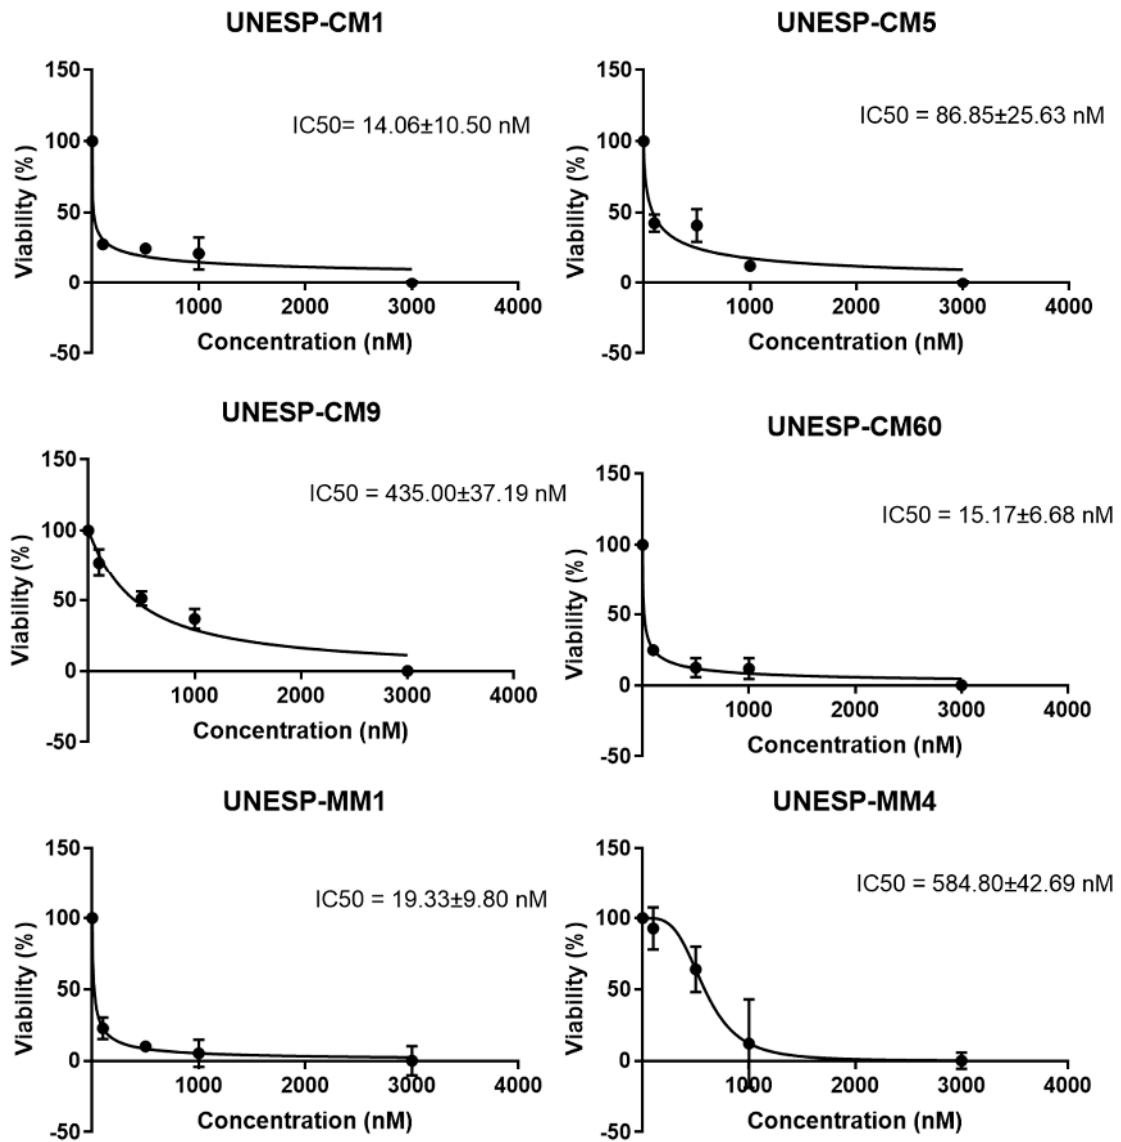 UNESP-CM1
150
100
50
0
-50
Viability (%)
IC50= 14.06±10.50 nM
1000 2000 3000 4000
Concentration (nM)
UNESP-CM5
150
100
50
0
-50
Viability (%)
IC50 = 86.85±25.63 nM
1000 2000 3000 4000
Concentration (nM)
UNESP-CM9
150
100
50
0
-50
Viability (%)
IC50 = 435.00±37.19 nM
1000 2000 3000 4000
Concentration (nM)
UNESP-CM60
150
100
50
0
-50
Viability (%)
IC50 = 15.17±6.68 nM
1000 2000 3000 4000
Concentration (nM)
UNESP-MM1
150
100
50
0
-50
Viability (%)
IC50 = 19.33±9.80 nM
1000 2000 3000 4000
Concentration (nM)
UNESP-MM4
150
100
50
0
-50
Viability (%)
IC50 = 584.80±42.69 nM
1000 2000 3000 4000
Concentration (nM)